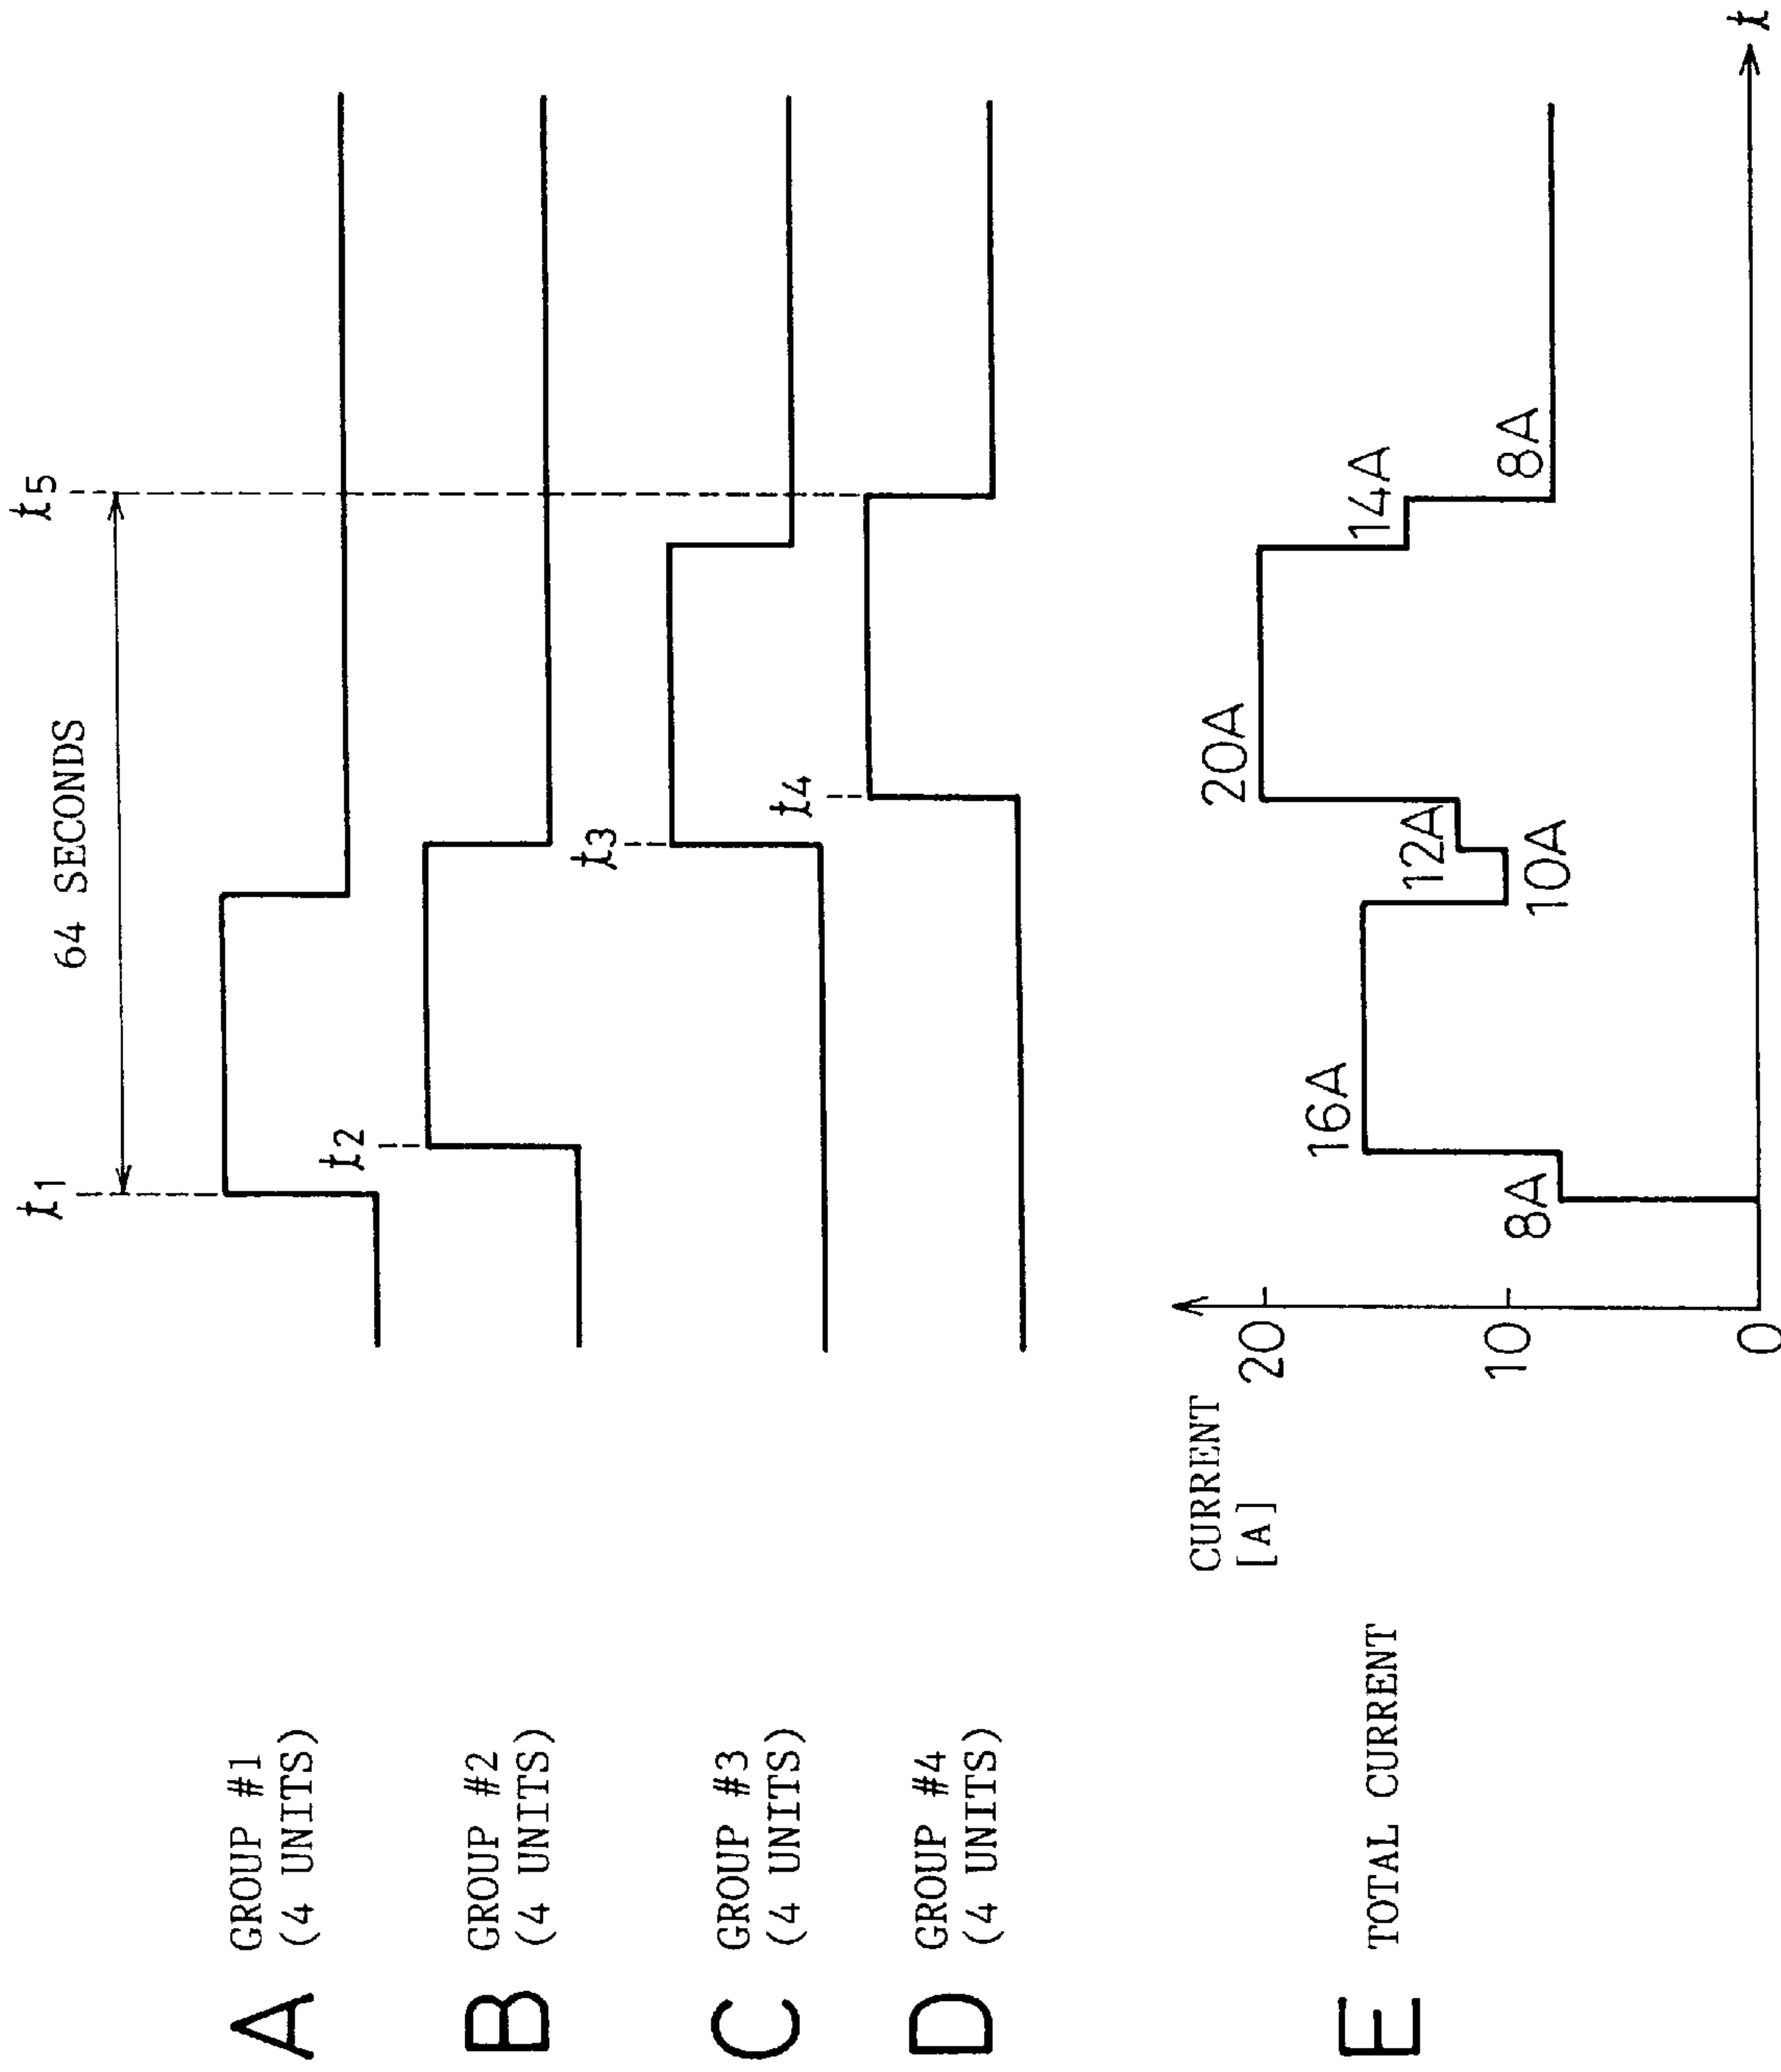 t1
64 SECONDS
t5
A GROUP #1
(4 UNITS)
t2
B GROUP #2
(4 UNITS)
t3
C GROUP #3
(4 UNITS)
t4
D GROUP #4
(4 UNITS)
CURRENT
[A]
20
10
0
E TOTAL CURRENT
8A
16A
10A
12A
20A
14A
8A
t